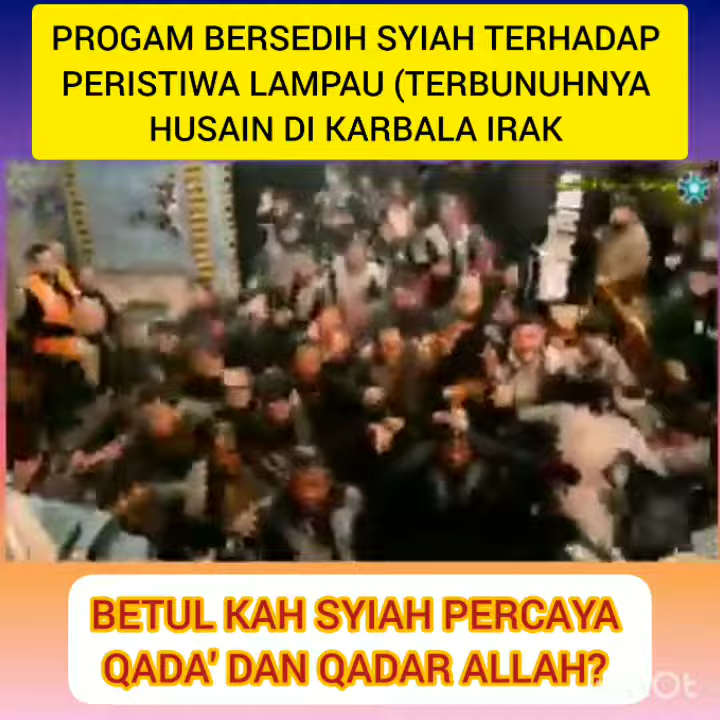 PROGAM BERSEDIH SYIAH TERHADAP
PERISTIWA LAMPAU (TERBUNUHNYA
HUSAIN DI KARBALA IRAK
BETUL KAH SYIAH PERCAYA
QADA' DAN QADAR ALLAH?